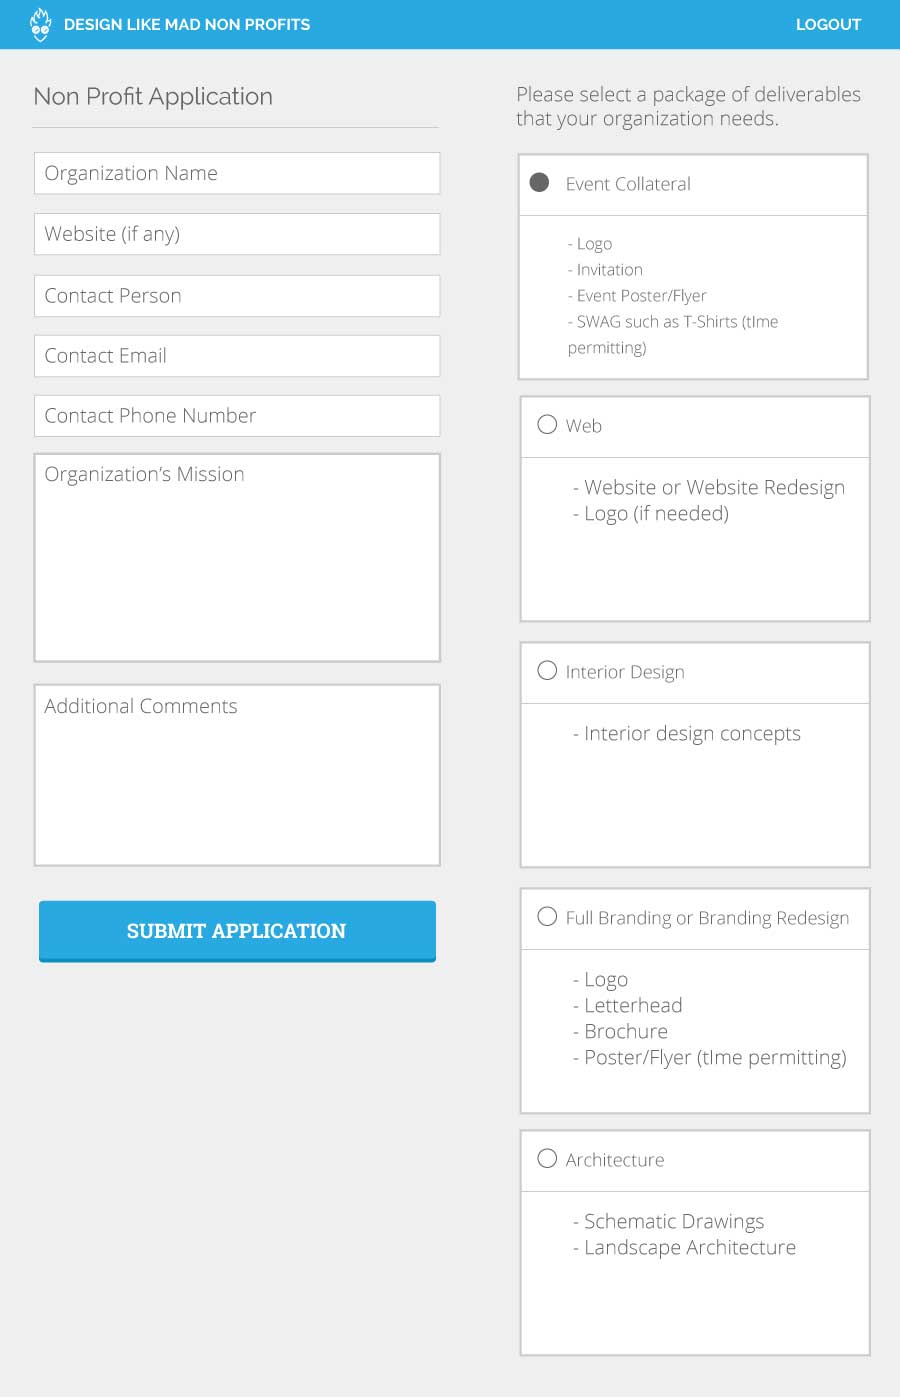 DESIGN LIKE MAD NON PROFITS
LOGOUT
Non Profit Application
Organization Name
Website (if any)
Contact Person
Contact Email
Contact Phone Number
Organization's Mission
Additional Comments
SUBMIT APPLICATION
Please select a package of deliverables
that your organization needs.
Event Collateral
- Logo
- Invitation
- Event Poster/Flyer
- SWAG such as T-Shirts (tIme
permitting)
Web
- Website or Website Redesign
- Logo (if needed)
Interior Design
- Interior design concepts
Full Branding or Branding Redesign
- Logo
- Letterhead
- Brochure
- Poster/Flyer (tIme permitting)
Architecture
- Schematic Drawings
- Landscape Architecture